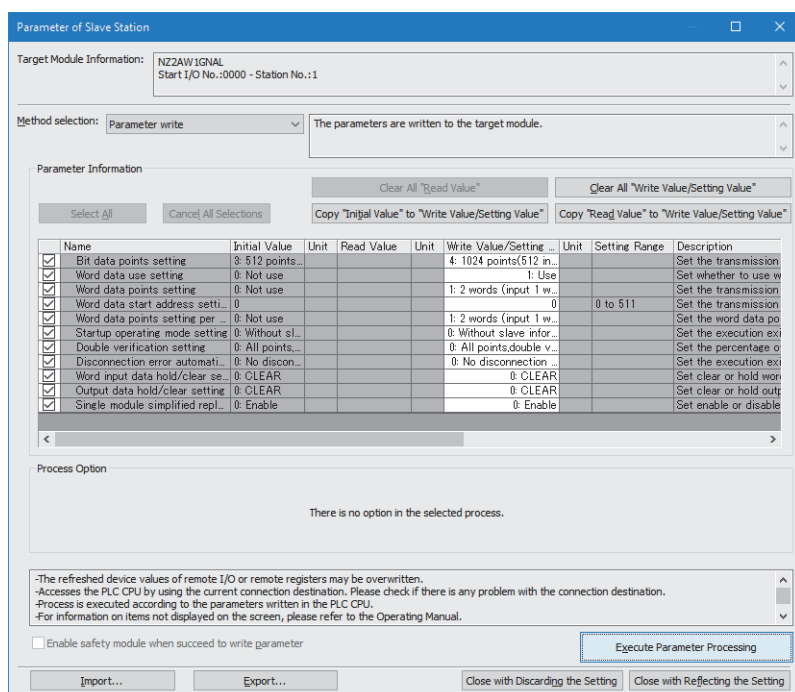 Parameter of Slave Station
Target Module Information:
NZ2AW1GNAL
Start I/O No.:0000 - Station No.:1
Method selection: Parameter write
The parameters are written to the target module.
Parameter Information
Clear All "Read Value" Clear All "Write Value/Setting Value"
Select All Cancel All Selections Copy "Initial Value" to "Write Value/Setting Value" Copy "Read Value" to "Write Value/Setting Value"
Name Initial Value Unit Read Value Unit Write Value/Setting ... Unit Setting Range Description
Bit data points setting 3: 512 points... 4: 1024 points(512 in... Set the transmission
Word data use setting 0: Not use 1: Use Set whether to use w
Word data points setting 0: Not use 1: 2 words (input 1 w... Set the transmission
Word data start address setti... 0 0 0 to 511 Set the transmission
Word data points setting per ... 0: Not use 1: 2 words (input 1 w... Set the word data po
Startup operating mode setting 0: Without sl... 0: Without slave infor... Set the execution exi
Double verification setting 0: All points,... 0: All points,double v... Set the percentage o
Disconnection error automati... 0: No discon... 0: No disconnection ... Set the execution exi
Word input data hold/clear se... 0: CLEAR 0: CLEAR Set clear or hold wor
Output data hold/clear setting 0: CLEAR 0: CLEAR Set clear or hold outp
Single module simplified repl... 0: Enable 0: Enable Set enable or disable
Process Option
There is no option in the selected process.
-The refreshed device values of remote I/O or remote registers may be overwritten.
-Accesses the PLC CPU by using the current connection destination. Please check if there is any problem with the connection destination.
-Process is executed according to the parameters written in the PLC CPU.
-For information on items not displayed on the screen, please refer to the Operating Manual.
Enable safety module when succeed to write parameter
Execute Parameter Processing
Import... Export... Close with Discarding the Setting Close with Reflecting the Setting